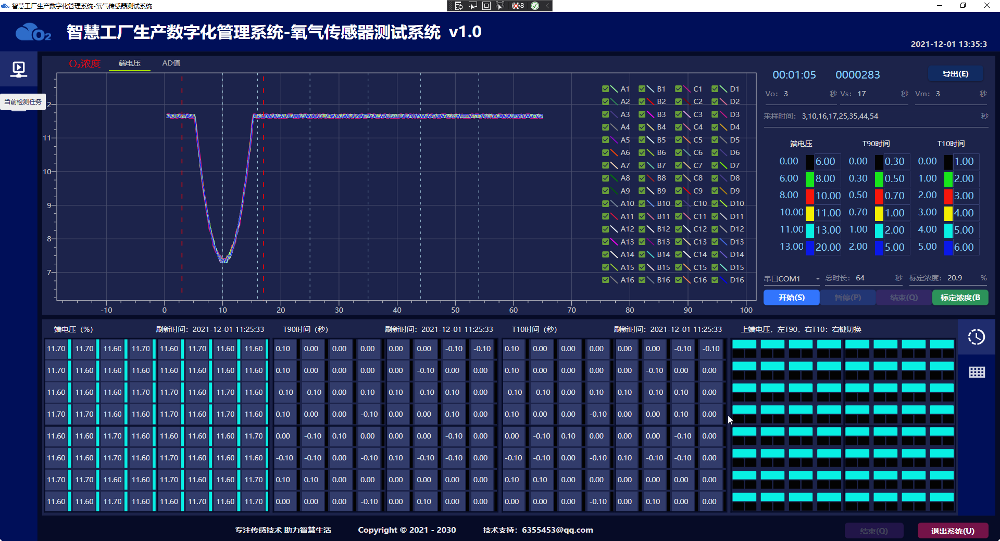 智慧工厂生产数字化管理系统-氧气传感器测试系统
8
智慧工厂生产数字化管理系统-氧气传感器测试系统 v1.0
2021-12-01 13:35:3
当前检测任务
O₂浓度 端电压 AD值
A1 B1 C1 D1
A2 B2 C2 D2
A3 B3 C3 D3
A4 B4 C4 D4
A5 B5 C5 D5
A6 B6 C6 D6
A7 B7 C7 D7
A8 B8 C8 D8
A9 B9 C9 D9
A10 B10 C10 D10
A11 B11 C11 D11
A12 B12 C12 D12
A13 B13 C13 D13
A14 B14 C14 D14
A15 B15 C15 D15
A16 B16 C16 D16
2
11
10
9
8
7
-10 0 10 20 30 40 50 60 70 80 90 100
00:01:05 0000283 导出(E)
Vo: 3 秒 Vs: 17 秒 Vm: 3 秒
采样时间: 3,10,16,17,25,35,44,54 秒
端电压 T90时间 T10时间
0.00 6.00 0.00 0.30 0.00 1.00
6.00 8.00 0.30 0.50 1.00 2.00
8.00 10.00 0.50 0.70 2.00 3.00
10.00 11.00 0.70 1.00 3.00 4.00
11.00 13.00 1.00 2.00 4.00 5.00
13.00 20.00 2.00 5.00 5.00 6.00
串口COM1 总时长: 64 秒 标定浓度: 20.9 %
开始(S) 暂停(P) 结束(Q) 标定浓度(B
端电压（%） 刷新时间：2021-12-01 11:25:33 T90时间（秒） 刷新时间：2021-12-01 11:25:33 T10时间（秒） 刷新时间：2021-12-01 11:25:33 上端电压，左T90，右T10：右键切换
11.70 11.70 11.60 11.70 11.60 11.70 11.60 11.60 0.10 0.00 0.00 0.00 0.00 0.00 -0.10 -0.10 0.10 0.00 0.00 0.00 0.00 0.00 -0.10 -0.10
11.70 11.60 11.60 11.60 11.60 11.60 11.60 11.60 0.10 0.00 0.00 0.00 0.00 -0.10 0.00 0.00 0.10 0.00 0.00 0.00 0.00 -0.10 0.00 0.00
11.60 11.60 11.70 11.60 11.60 11.60 11.70 11.60 -0.10 -0.10 0.00 0.10 0.10 -0.10 0.10 0.00 -0.10 -0.10 0.00 0.10 0.10 -0.10 0.10 0.00
11.70 11.70 11.70 11.60 11.70 11.60 11.70 11.60 0.10 0.00 0.00 -0.10 0.00 0.00 0.10 0.00 0.10 0.00 0.00 -0.10 0.00 0.00 0.10 0.00
11.60 11.60 11.60 11.60 11.60 11.60 11.60 11.70 0.00 -0.10 0.10 0.00 0.00 0.00 -0.10 0.00 0.00 -0.10 0.10 0.00 0.00 0.00 -0.10 0.00
11.60 11.60 11.70 11.60 11.60 11.70 11.60 11.60 -0.10 -0.10 0.00 -0.10 0.10 -0.10 -0.10 0.00 -0.10 -0.10 0.00 -0.10 0.10 -0.10 -0.10 0.00
11.70 11.70 11.60 11.60 11.70 11.60 11.60 11.70 0.10 0.10 0.00 0.00 0.00 0.00 0.00 0.00 0.10 0.10 0.00 0.00 0.00 0.00 0.00 0.00
11.60 11.60 11.70 11.60 11.60 11.70 11.60 11.70 0.00 0.00 0.00 -0.10 0.00 0.10 0.00 0.00 0.00 0.00 0.00 -0.10 0.00 0.10 0.00 0.00
专注传感技术 助力智慧生活 Copyright © 2021 - 2030 技术支持：6355453@qq.com 结束(Q) 退出系统(U)